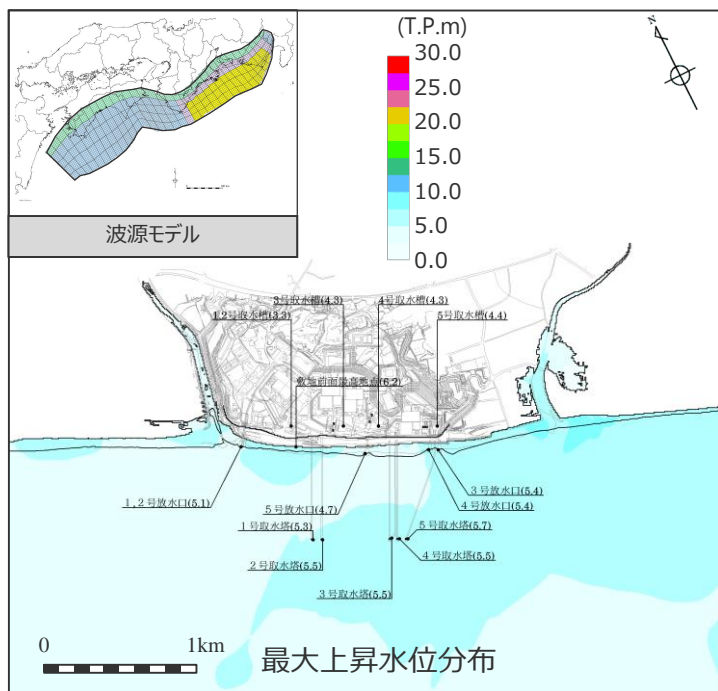 (T.P.m)
30.0
25.0
20.0
15.0
10.0
5.0
0.0
N
波源モデル
3号取水槽(4.3)
4号取水槽(4.3)
1,2号取水槽(3.3)
5号取水槽(4.4)
敷地前面最高地点(6.2)
1,2号放水口(5.1)
5号放水口(4.7)
3号放水口(5.4)
4号放水口(5.4)
1号取水塔(5.3)
2号取水塔(5.5)
3号取水塔(5.5)
5号取水塔(5.7)
4号取水塔(5.5)
0 1km
最大上昇水位分布